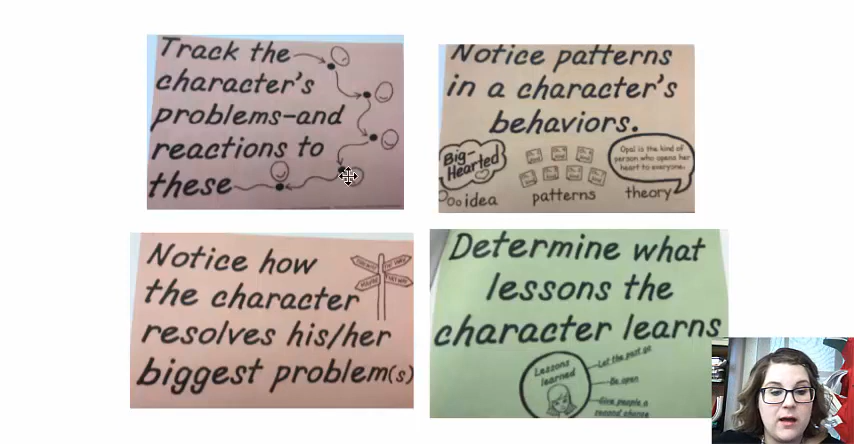 Track the
character's
problems—and
reactions to
these
Notice patterns
in a character's
behaviors.
Big-
Hearted
idea
patterns
Opal is the kind of
person who opens her
heart to everyone.
theory
Notice how
the character
resolves his/her
biggest problem(s)
Determine what
lessons the
character learns
Lessons
learned
Let the past go
Be open
Give people a
second chance